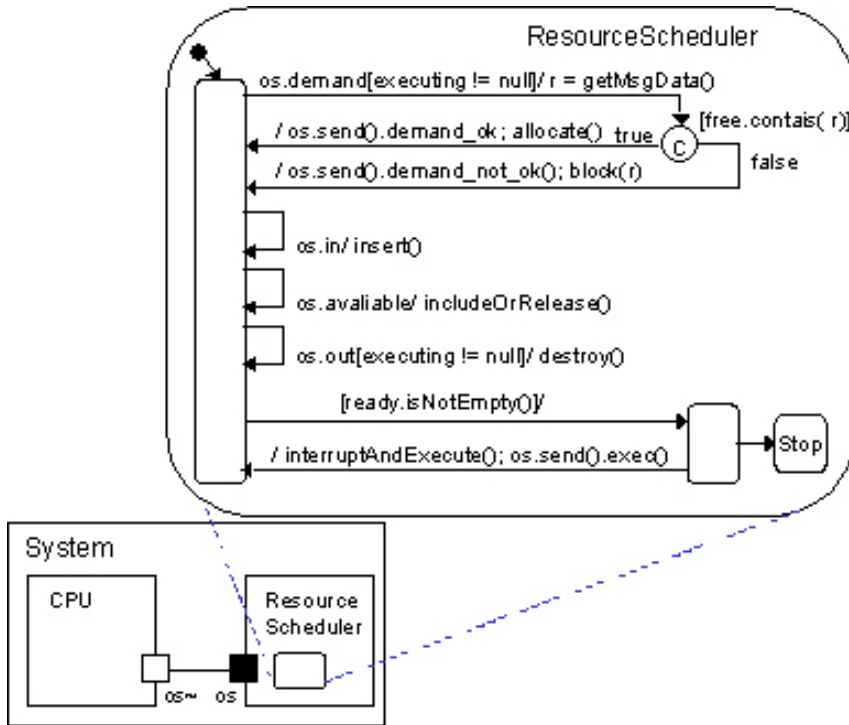 ResourceScheduler
os.demand[executing != null]/ r = getMsgData()
[free.contais( r)]
/ os.send().demand_ok; allocate()
true
C
false
/ os.send().demand_not_ok(); block(r)
os.in/ insert()
os.avaliable/ includeOrRelease()
os.out[executing != null]/ destroy()
[ready.isNotEmpty()]/
Stop
/ interruptAndExecute(); os.send().exec()
System
CPU
Resource
Scheduler
os~
os